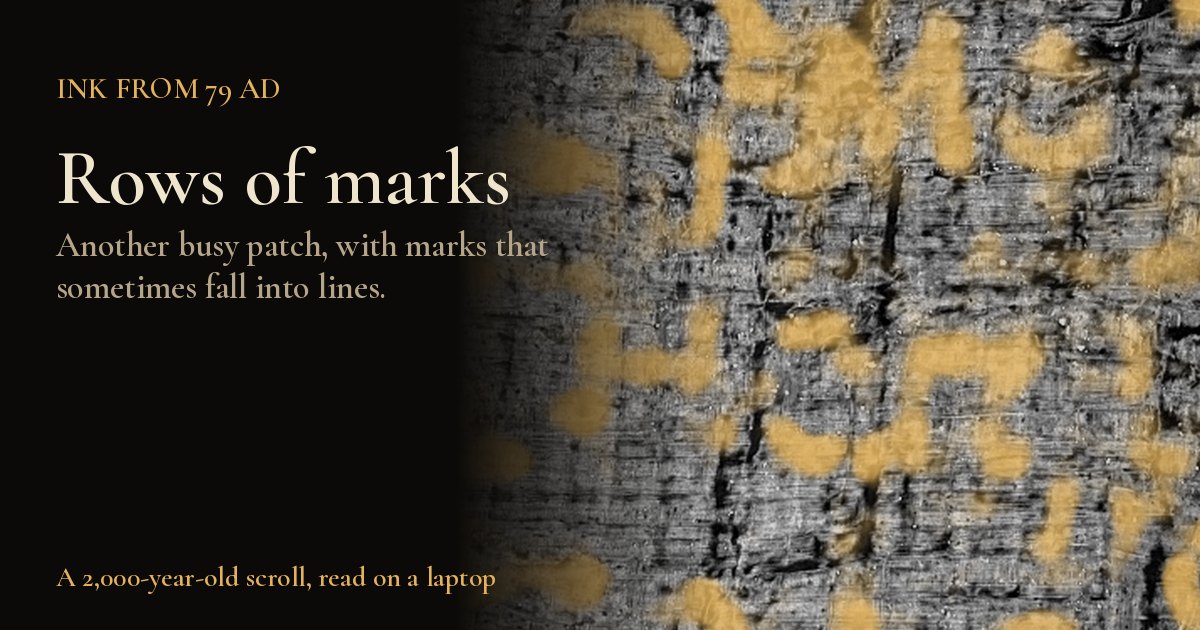 INK FROM 79 AD
Rows of marks
Another busy patch, with marks that
sometimes fall into lines.
A 2,000-year-old scroll, read on a laptop